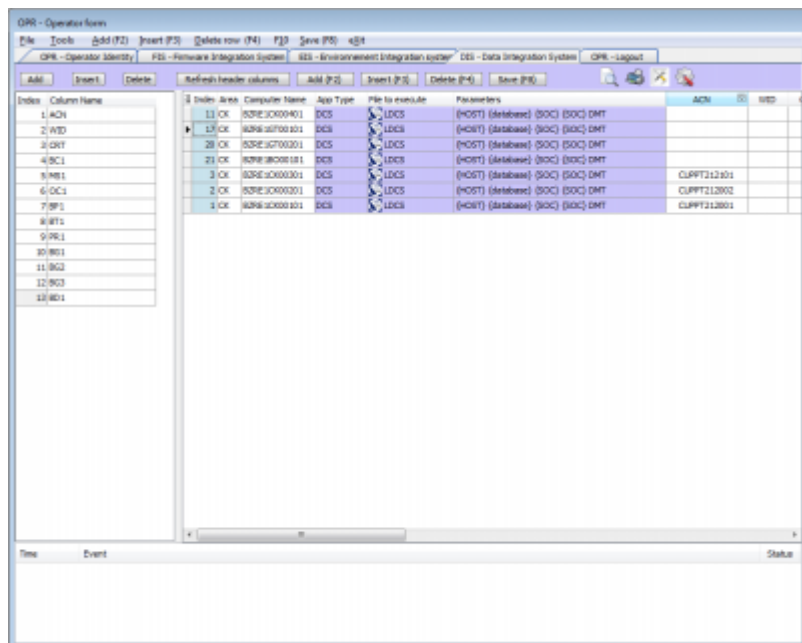 OPR - Operator form
File Tools Add (F2) Insert (F3) Delete row (F4) F10 Save (F8) eXit
OPR - Operator Identity FIS - Firmware Integration System EIS - Environnement Integration system DIS - Data Integration System OPR - Logout
Add Insert Delete Refresh header columns Add (F2) Insert (F3) Delete (F4) Save (F8)
Index Column Name
1 ACN
2 WID
3 CRT
4 BC1
5 MB1
6 OC1
7 BP1
8 BT1
9 PR1
10 BG1
11 BG2
12 BG3
13 BD1
Index Area Computer Name App Type File to execute Parameters ACN WID
11 CK DCS LDCS {HOST} {database} {SOC} {SOC} DMT
17 CK DCS LDCS {HOST} {database} {SOC} {SOC} DMT
20 CK DCS LDCS {HOST} {database} {SOC} {SOC} DMT
21 CK DCS LDCS {HOST} {database} {SOC} {SOC} DMT
3 CK DCS LDCS {HOST} {database} {SOC} {SOC} DMT CUPPT212101
2 CK DCS LDCS {HOST} {database} {SOC} {SOC} DMT CUPPT212002
1 CK DCS LDCS {HOST} {database} {SOC} {SOC} DMT CUPPT212001
Time Event Status